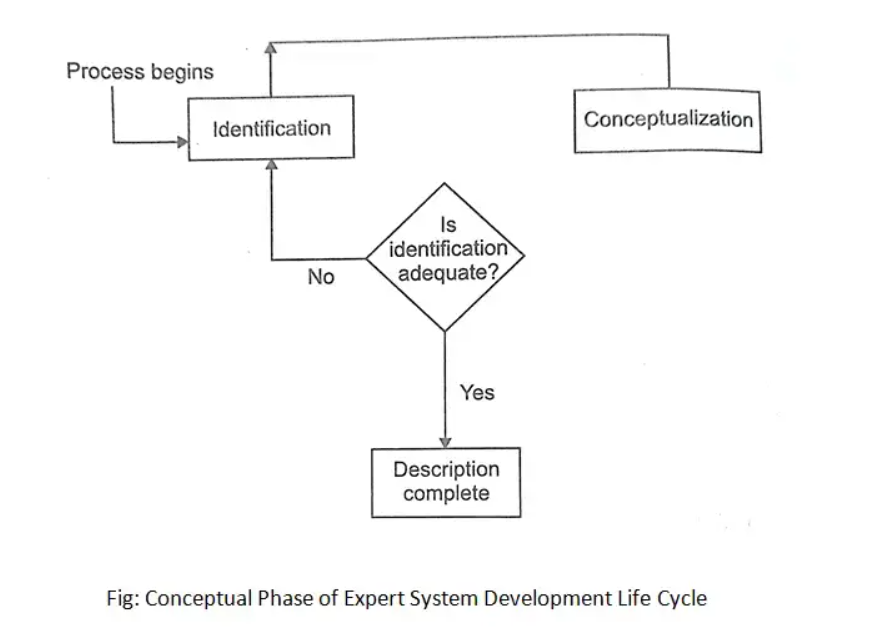 Process begins
Identification
Conceptualization
Is
identification
adequate?
No
Yes
Description
complete
Fig: Conceptual Phase of Expert System Development Life Cycle